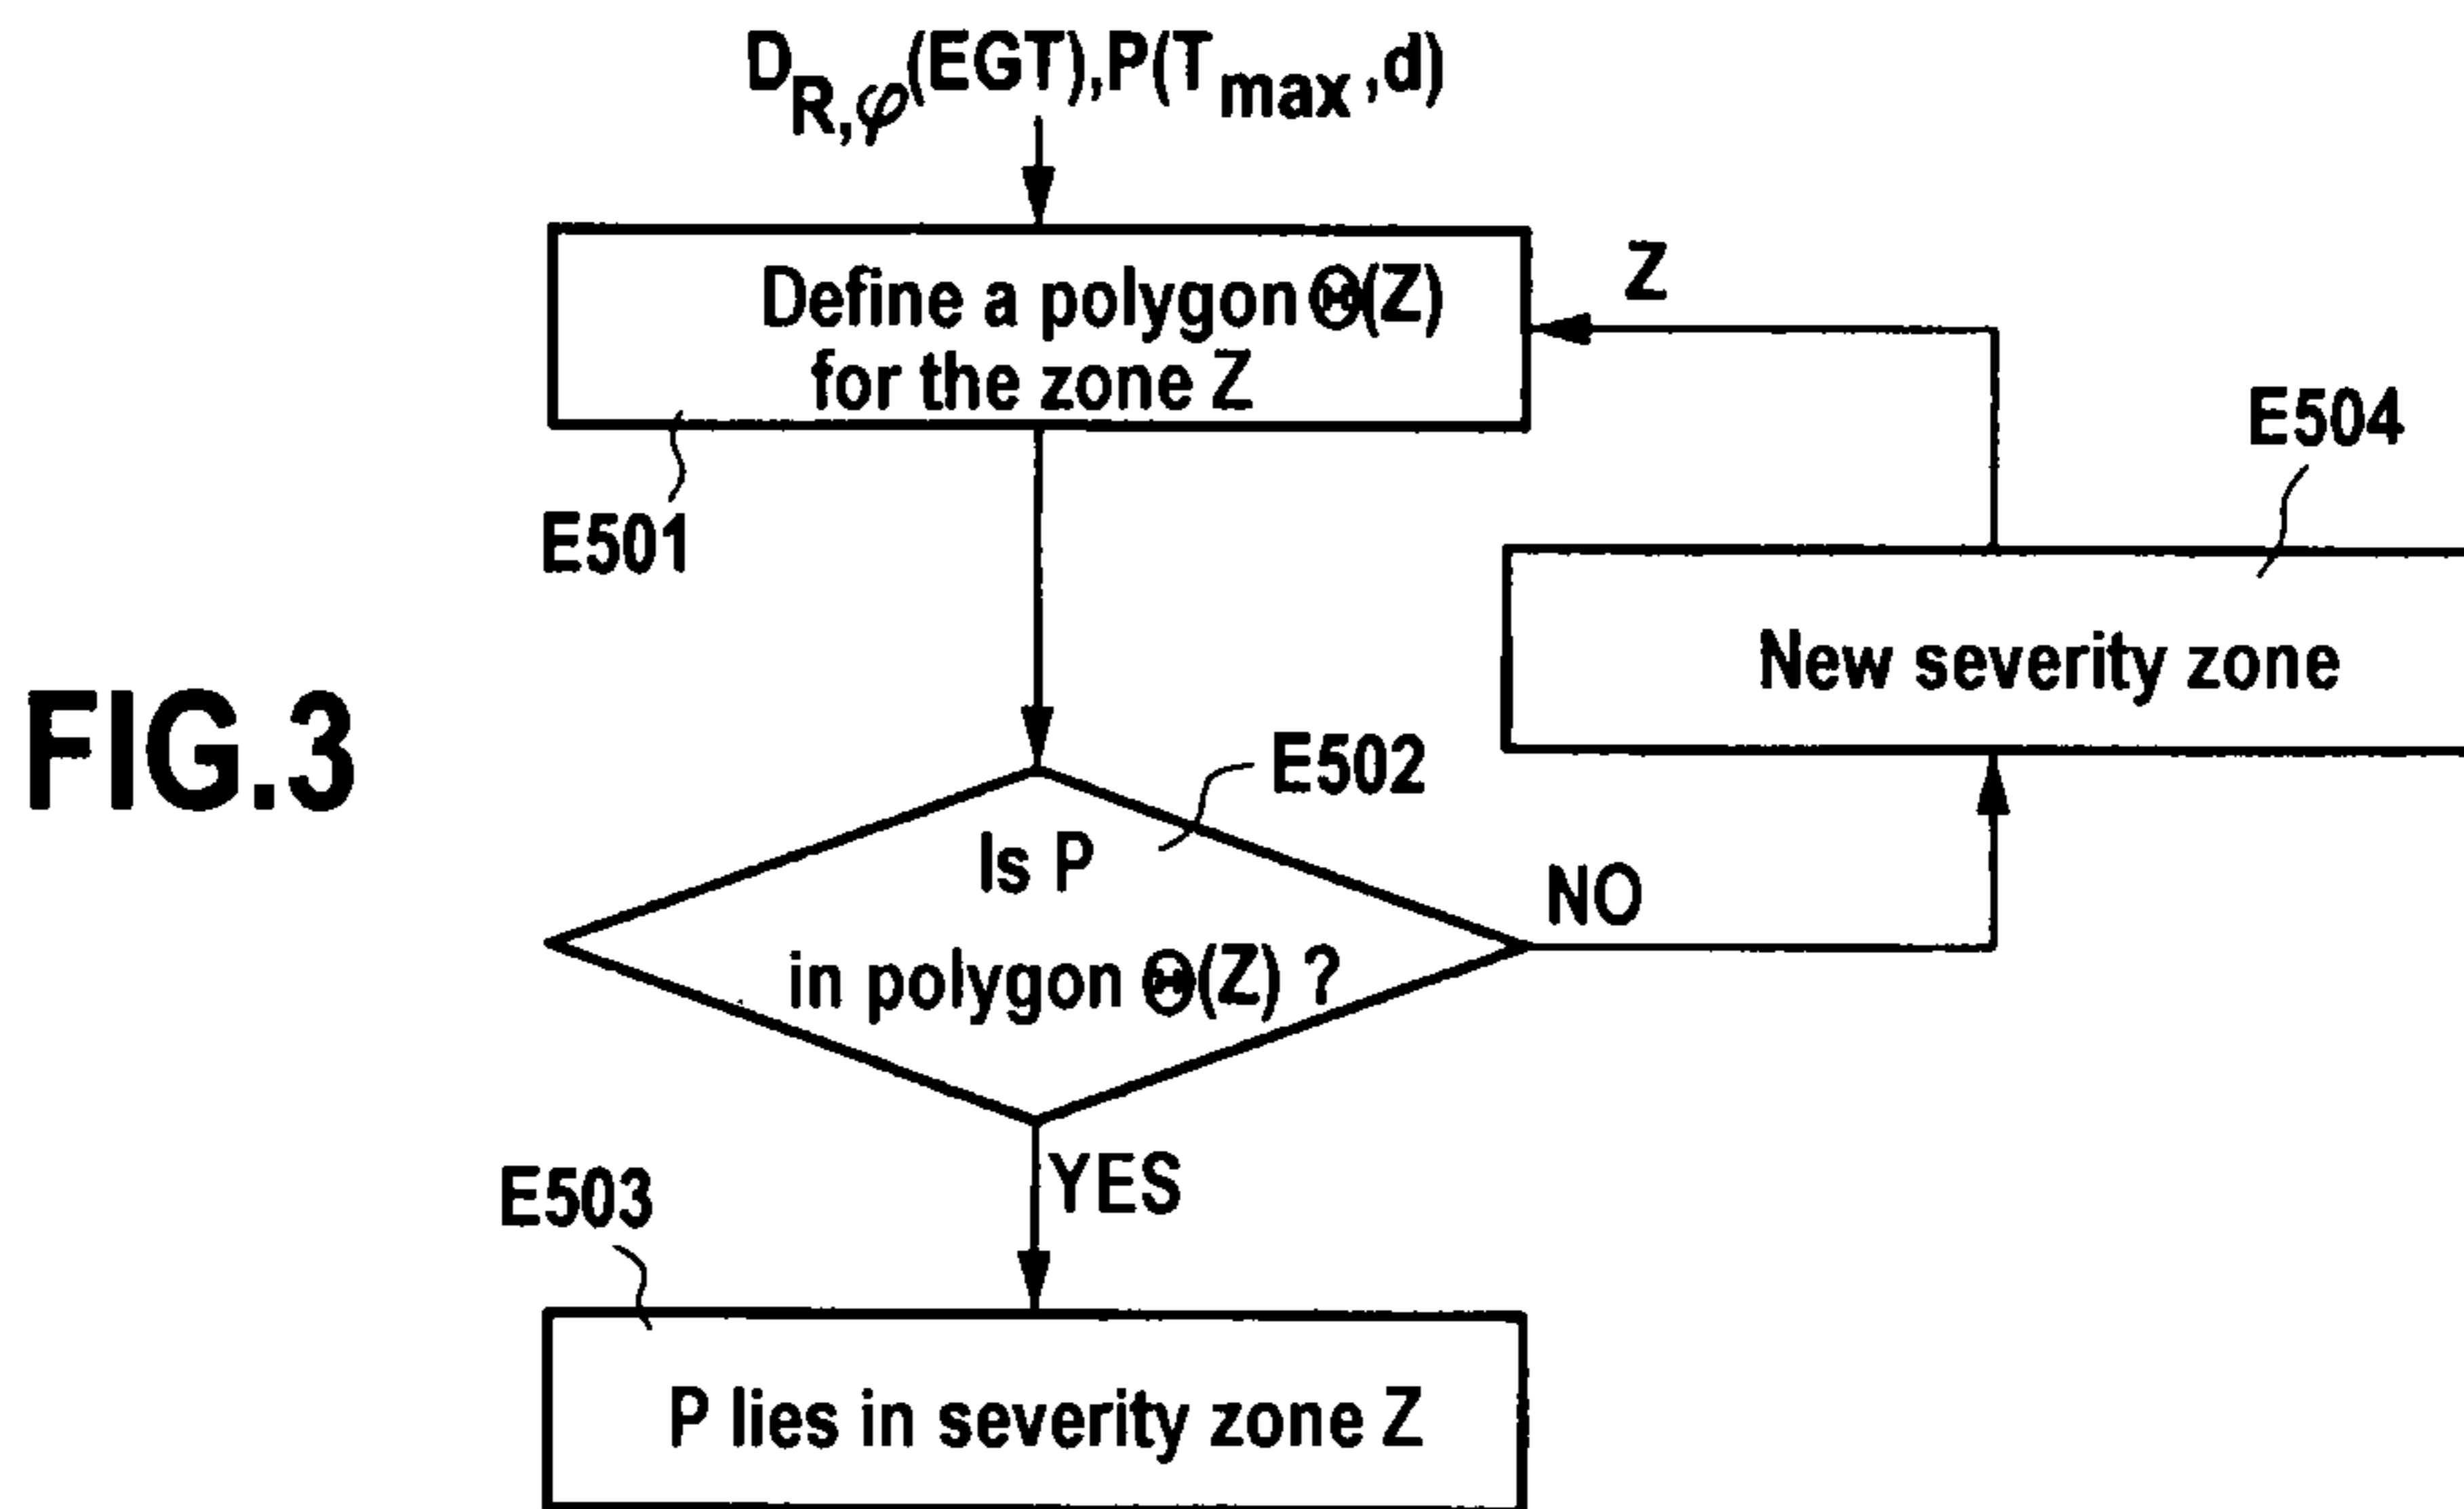 D_R,φ(EGT),P(T_max,d)
Define a polygon Θ(Z)
for the zone Z
Z
E504
E501
New severity zone
FIG.3
E502
Is P
in polygon Θ(Z) ?
NO
YES
E503
P lies in severity zone Z